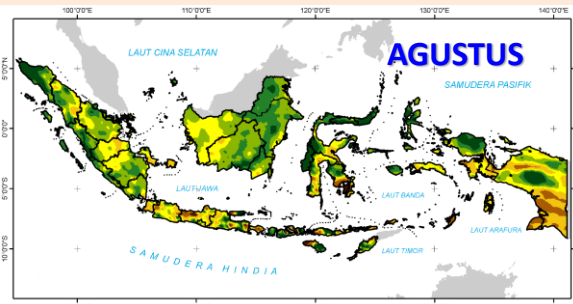 100°0'0"E 110°0'0"E 120°0'0"E 130°0'0"E 140°0'0"E
AGUSTUS
LAUT CINA SELATAN
SAMUDERA PASIFIK
5°0'0"N
0°0'0"
5°0'0"S
10°0'0"S
LAUT JAWA
LAUT BANDA
LAUT ARAFURA
LAUT TIMOR
SAMUDERA HINDIA